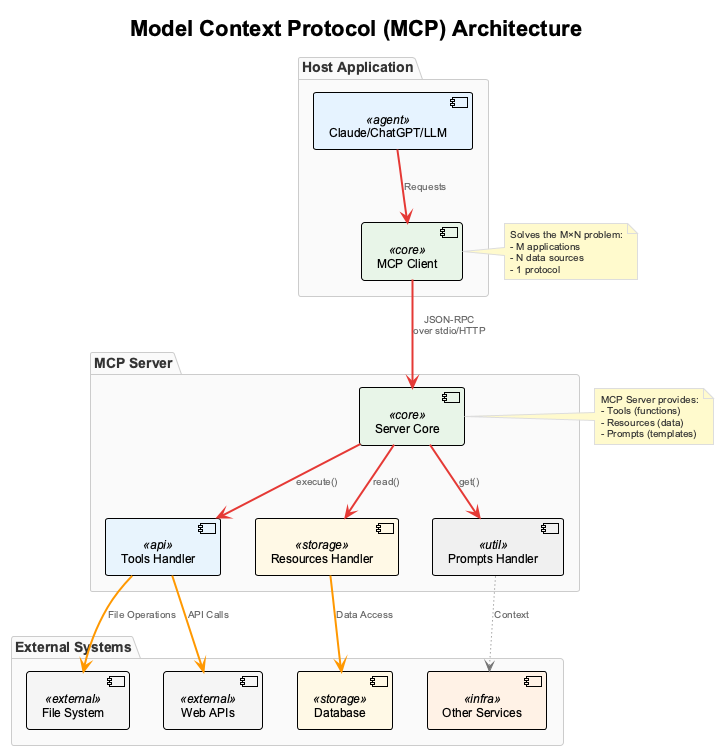 Model Context Protocol (MCP) Architecture
Host Application
«agent»
Claude/ChatGPT/LLM
Requests
«core»
MCP Client
Solves the M×N problem:
- M applications
- N data sources
- 1 protocol
JSON-RPC
over stdio/HTTP
MCP Server
«core»
Server Core
MCP Server provides:
- Tools (functions)
- Resources (data)
- Prompts (templates)
execute()
read()
get()
«api»
Tools Handler
«storage»
Resources Handler
«util»
Prompts Handler
File Operations
API Calls
Data Access
Context
External Systems
«external»
File System
«external»
Web APIs
«storage»
Database
«infra»
Other Services